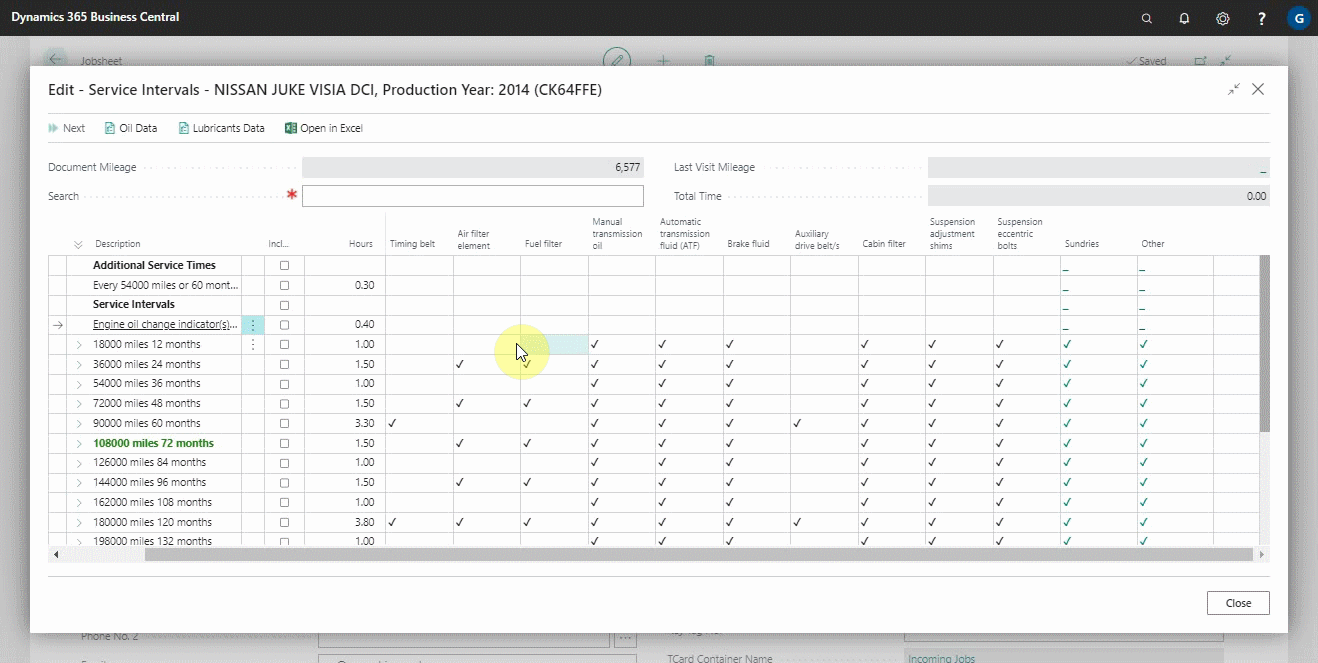 Dynamics 365 Business Central
G
Jobsheet
Saved
Edit - Service Intervals - NISSAN JUKE VISIA DCI, Production Year: 2014 (CK64FFE)
Next Oil Data Lubricants Data Open in Excel
Document Mileage 6,577 Last Visit Mileage _
Search * Total Time 0.00
Description Incl... Hours Timing belt Air filter element Fuel filter Manual transmission oil Automatic transmission fluid (ATF) Brake fluid Auxiliary drive belt/s Cabin filter Suspension adjustment shims Suspension eccentric bolts Sundries Other
Additional Service Times _ _
Every 54000 miles or 60 mont... 0.30 _ _
Service Intervals _ _
Engine oil change indicator(s)... 0.40 _ _
18000 miles 12 months 1.00 ✓ ✓ ✓ ✓ ✓ ✓ ✓ ✓
36000 miles 24 months 1.50 ✓ ✓ ✓ ✓ ✓ ✓ ✓ ✓ ✓ ✓
54000 miles 36 months 1.00 ✓ ✓ ✓ ✓ ✓ ✓ ✓ ✓
72000 miles 48 months 1.50 ✓ ✓ ✓ ✓ ✓ ✓ ✓ ✓ ✓ ✓
90000 miles 60 months 3.30 ✓ ✓ ✓ ✓ ✓ ✓ ✓ ✓ ✓ ✓
108000 miles 72 months 1.50 ✓ ✓ ✓ ✓ ✓ ✓ ✓ ✓ ✓ ✓
126000 miles 84 months 1.00 ✓ ✓ ✓ ✓ ✓ ✓ ✓ ✓
144000 miles 96 months 1.50 ✓ ✓ ✓ ✓ ✓ ✓ ✓ ✓ ✓ ✓
162000 miles 108 months 1.00 ✓ ✓ ✓ ✓ ✓ ✓ ✓ ✓
180000 miles 120 months 3.80 ✓ ✓ ✓ ✓ ✓ ✓ ✓ ✓ ✓ ✓ ✓ ✓
198000 miles 132 months 1.00 ✓ ✓ ✓ ✓ ✓ ✓ ✓ ✓
Close
Phone No. 2
TCard Container Name Incoming Jobs